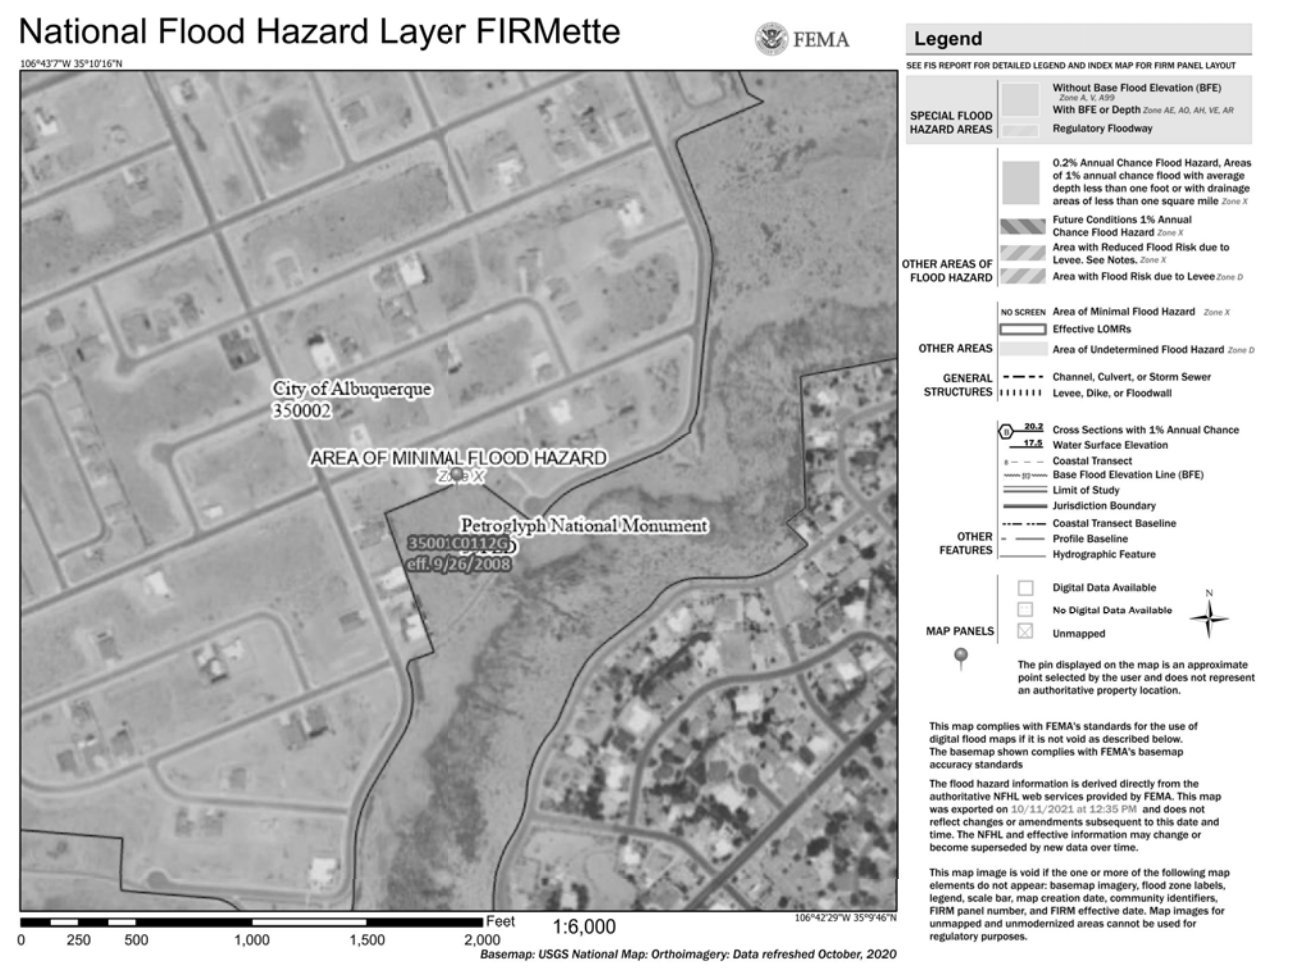 National Flood Hazard Layer FIRMette
FEMA
106°43'7"W 35°10'16"N
City of Albuquerque
350002
AREA OF MINIMAL FLOOD HAZARD
Zone X
Petroglyph National Monument
35001C0112G
eff. 9/26/2008
106°42'29"W 35°9'46"N
Feet
1:6,000
0 250 500 1,000 1,500 2,000
Basemap: USGS National Map: Orthoimagery: Data refreshed October, 2020
Legend
SEE FIS REPORT FOR DETAILED LEGEND AND INDEX MAP FOR FIRM PANEL LAYOUT
SPECIAL FLOOD
HAZARD AREAS
Without Base Flood Elevation (BFE)
Zone A, V, A99
With BFE or Depth Zone AE, AO, AH, VE, AR
Regulatory Floodway
OTHER AREAS OF
FLOOD HAZARD
0.2% Annual Chance Flood Hazard, Areas
of 1% annual chance flood with average
depth less than one foot or with drainage
areas of less than one square mile Zone X
Future Conditions 1% Annual
Chance Flood Hazard Zone X
Area with Reduced Flood Risk due to
Levee. See Notes. Zone X
Area with Flood Risk due to Levee Zone D
OTHER AREAS
NO SCREEN Area of Minimal Flood Hazard Zone X
Effective LOMRs
Area of Undetermined Flood Hazard Zone D
GENERAL
STRUCTURES
Channel, Culvert, or Storm Sewer
Levee, Dike, or Floodwall
OTHER
FEATURES
B 20.2 Cross Sections with 1% Annual Chance
17.5 Water Surface Elevation
8 Coastal Transect
513 Base Flood Elevation Line (BFE)
Limit of Study
Jurisdiction Boundary
Coastal Transect Baseline
Profile Baseline
Hydrographic Feature
MAP PANELS
Digital Data Available
No Digital Data Available
Unmapped
N
The pin displayed on the map is an approximate
point selected by the user and does not represent
an authoritative property location.
This map complies with FEMA's standards for the use of
digital flood maps if it is not void as described below.
The basemap shown complies with FEMA's basemap
accuracy standards
The flood hazard information is derived directly from the
authoritative NFHL web services provided by FEMA. This map
was exported on 10/11/2021 at 12:35 PM and does not
reflect changes or amendments subsequent to this date and
time. The NFHL and effective information may change or
become superseded by new data over time.
This map image is void if the one or more of the following map
elements do not appear: basemap imagery, flood zone labels,
legend, scale bar, map creation date, community identifiers,
FIRM panel number, and FIRM effective date. Map images for
unmapped and unmodernized areas cannot be used for
regulatory purposes.